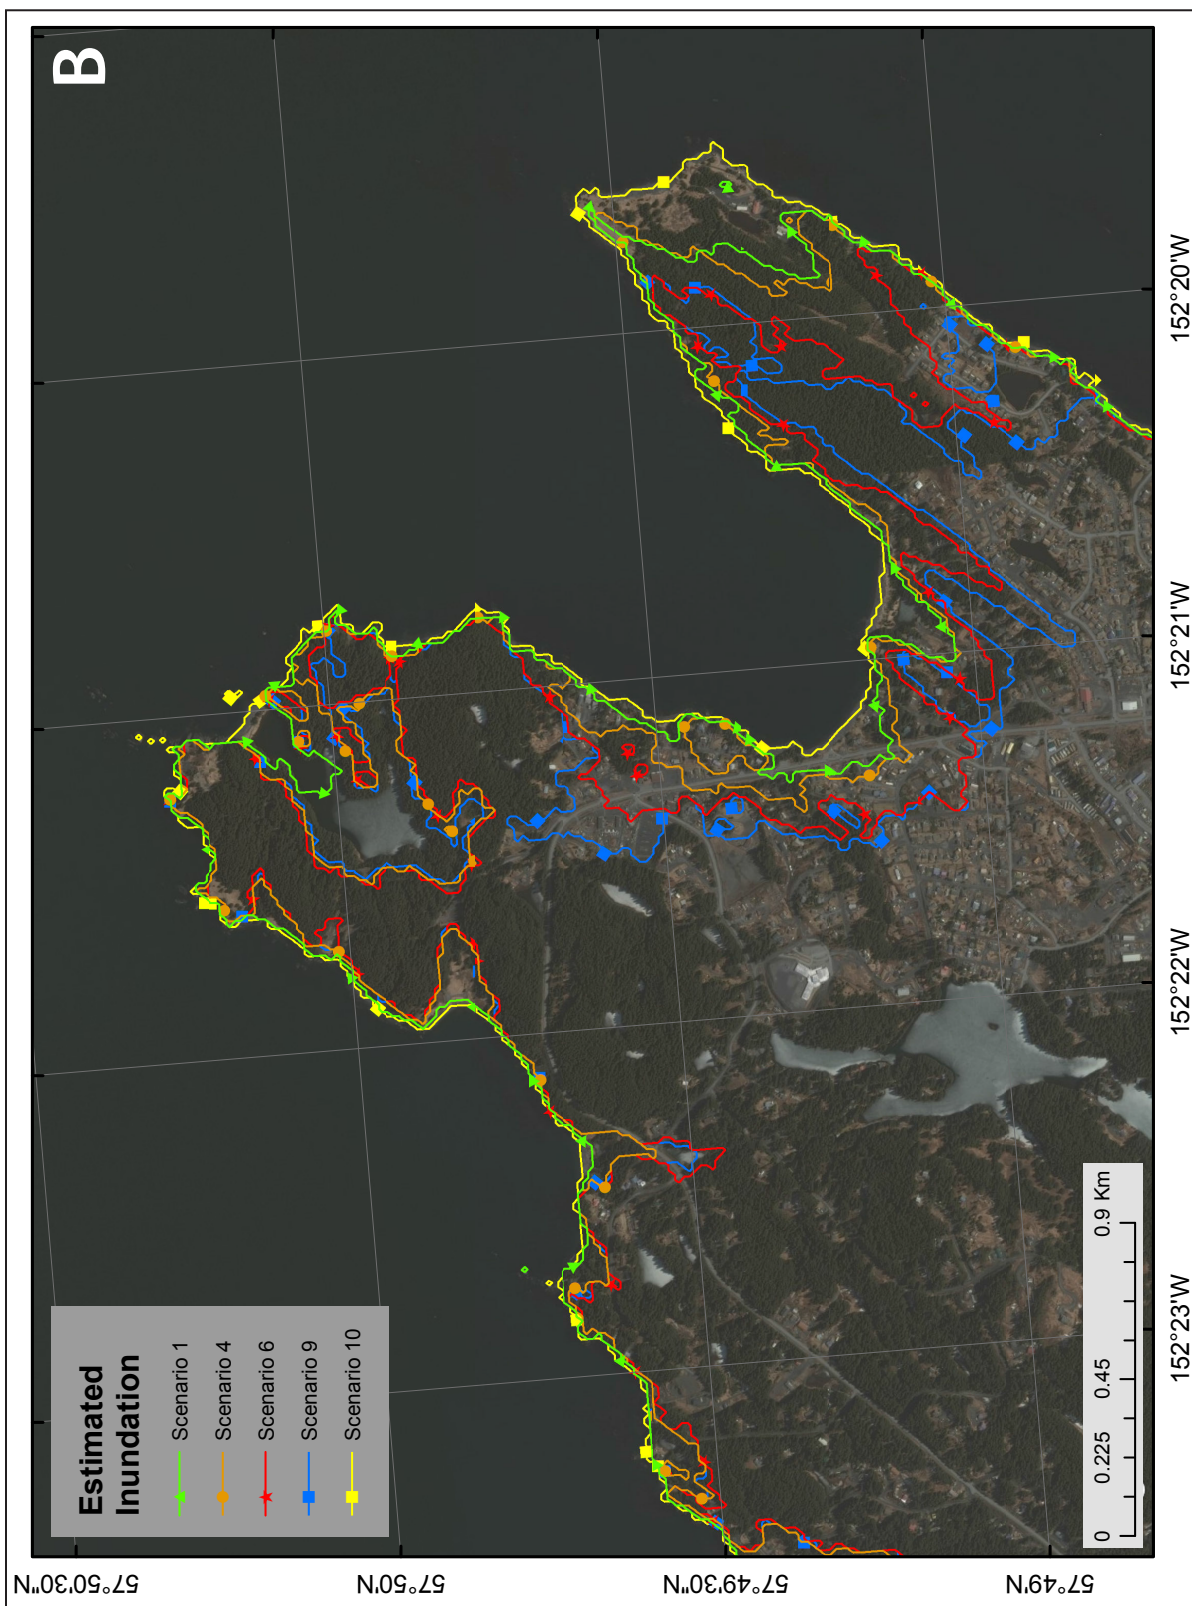 B
Estimated
Inundation
Scenario 1
Scenario 4
Scenario 6
Scenario 9
Scenario 10
0 0.225 0.45 0.9 Km
57°50'30"N
57°50'N
57°49'30"N
57°49'N
152°23'W
152°22'W
152°21'W
152°20'W